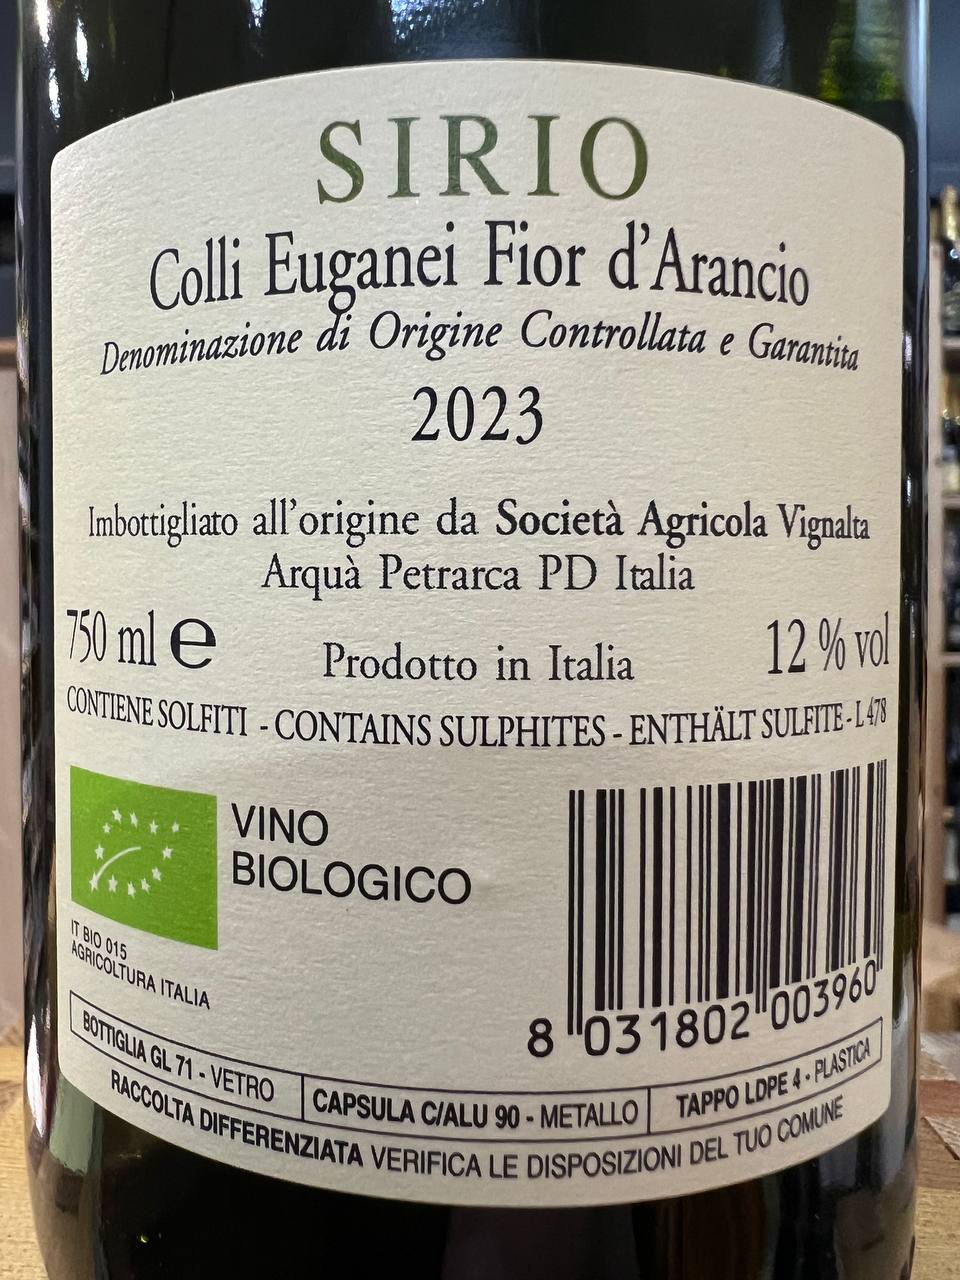 SIRIO
Colli Euganei Fior d'Arancio
Denominazione di Origine Controllata e Garantita
2023
Imbottigliato all'origine da Società Agricola Vignalta
Arquà Petrarca PD Italia
750 ml e
Prodotto in Italia
12 % vol
CONTIENE SOLFITI - CONTAINS SULPHITES - ENTHÄLT SULFITE - L 478
VINO
BIOLOGICO
IT BIO 015
AGRICOLTURA ITALIA
8 031802 003960
BOTTIGLIA GL 71 - VETRO
CAPSULA C/ALU 90 - METALLO
TAPPO LDPE 4 - PLASTICA
RACCOLTA DIFFERENZIATA VERIFICA LE DISPOSIZIONI DEL TUO COMUNE